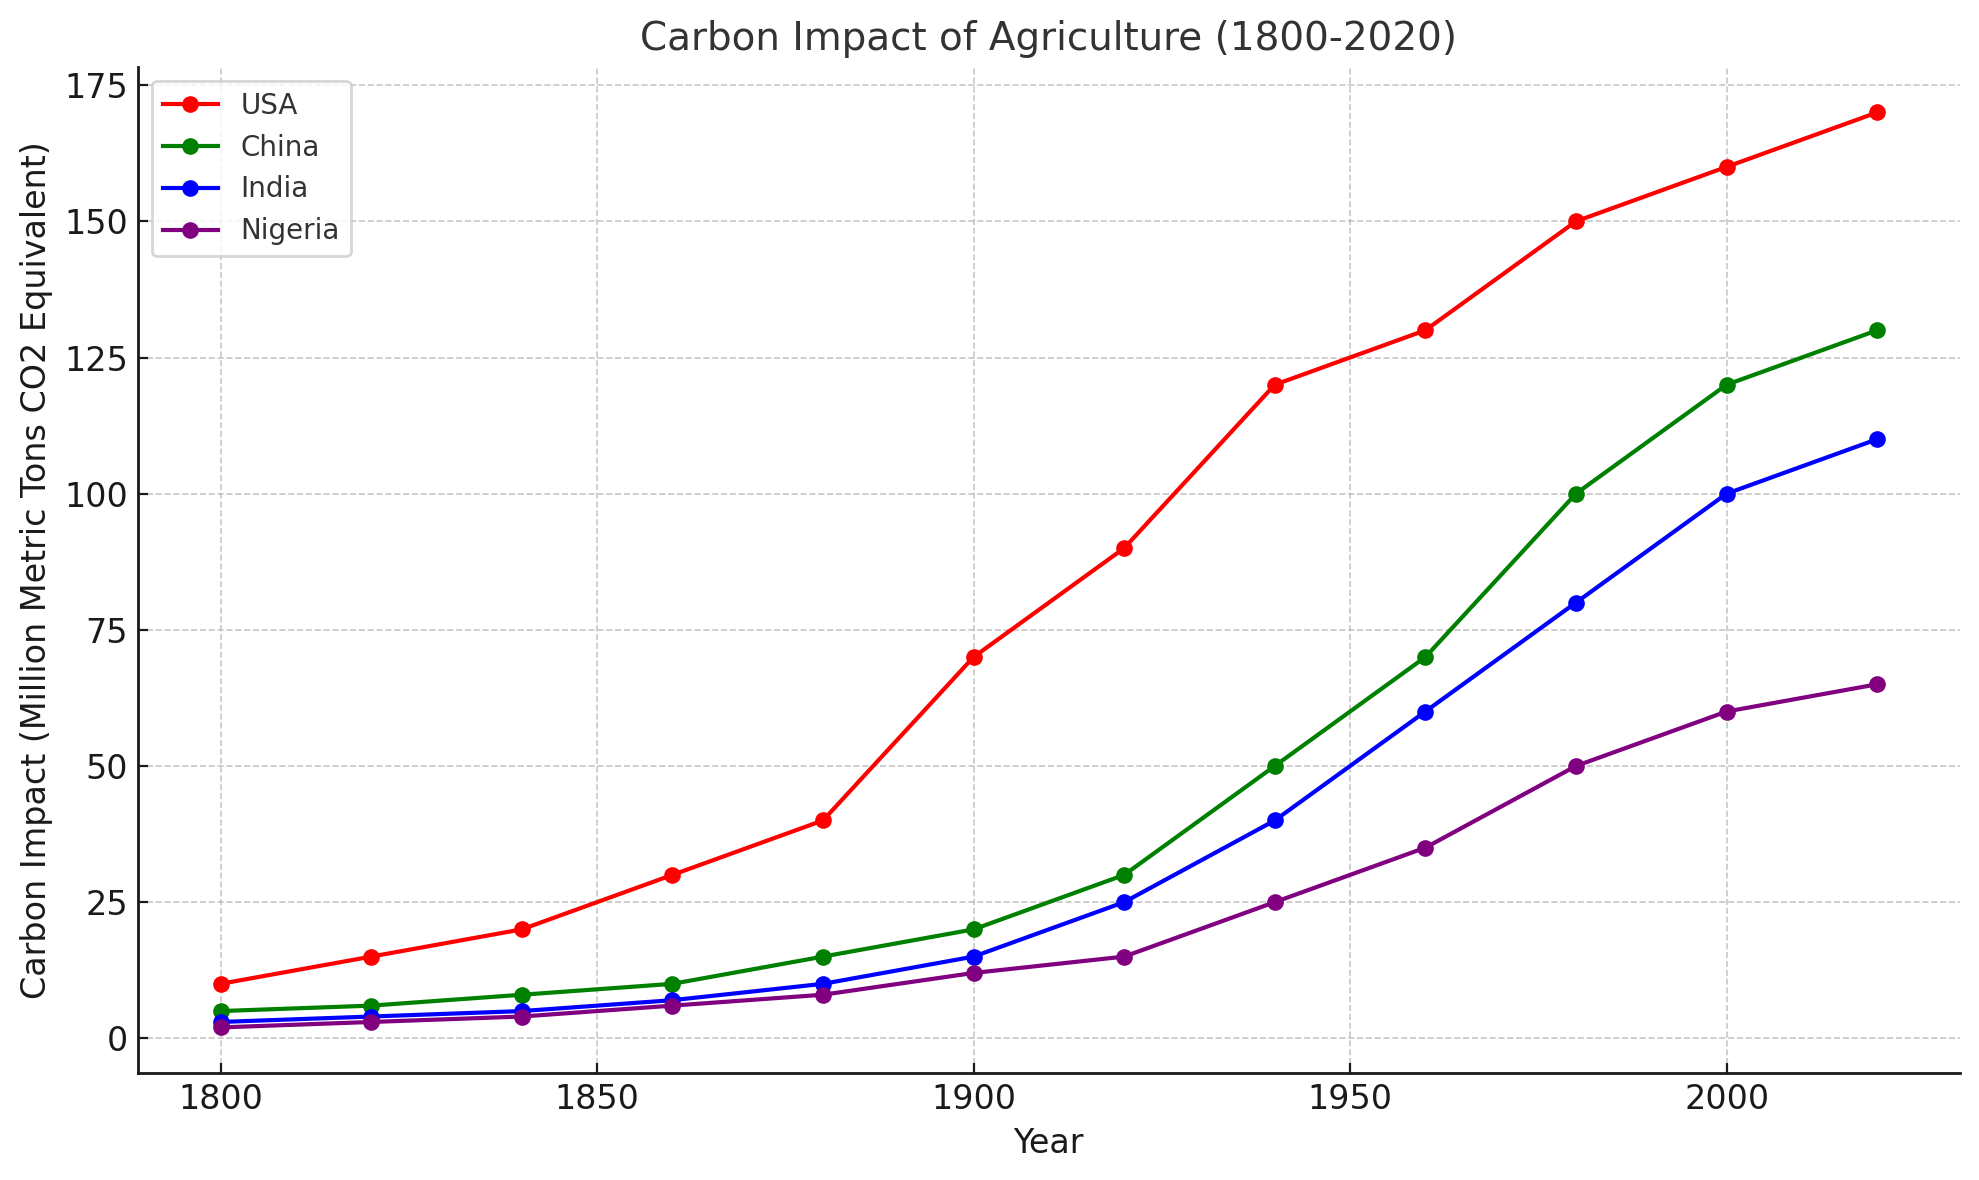 Carbon Impact of Agriculture (1800-2020)
Carbon Impact (Million Metric Tons CO2 Equivalent)
175
150
125
100
75
50
25
0
USA
China
India
Nigeria
1800 1850 1900 1950 2000
Year